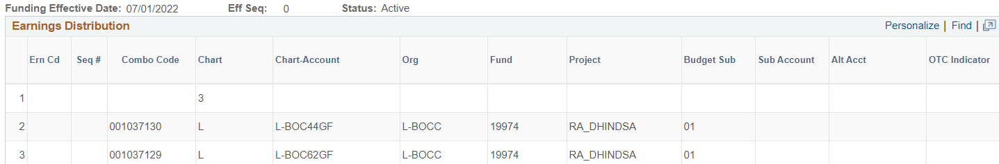 Funding Effective Date: 07/01/2022 Eff Seq: 0 Status: Active
Earnings Distribution Personalize | Find |
Ern Cd Seq # Combo Code Chart Chart-Account Org Fund Project Budget Sub Sub Account Alt Acct OTC Indicator
1 3
2 001037130 L L-BOC44GF L-BOCC 19974 RA_DHINDSA 01
3 001037129 L L-BOC62GF L-BOCC 19974 RA_DHINDSA 01